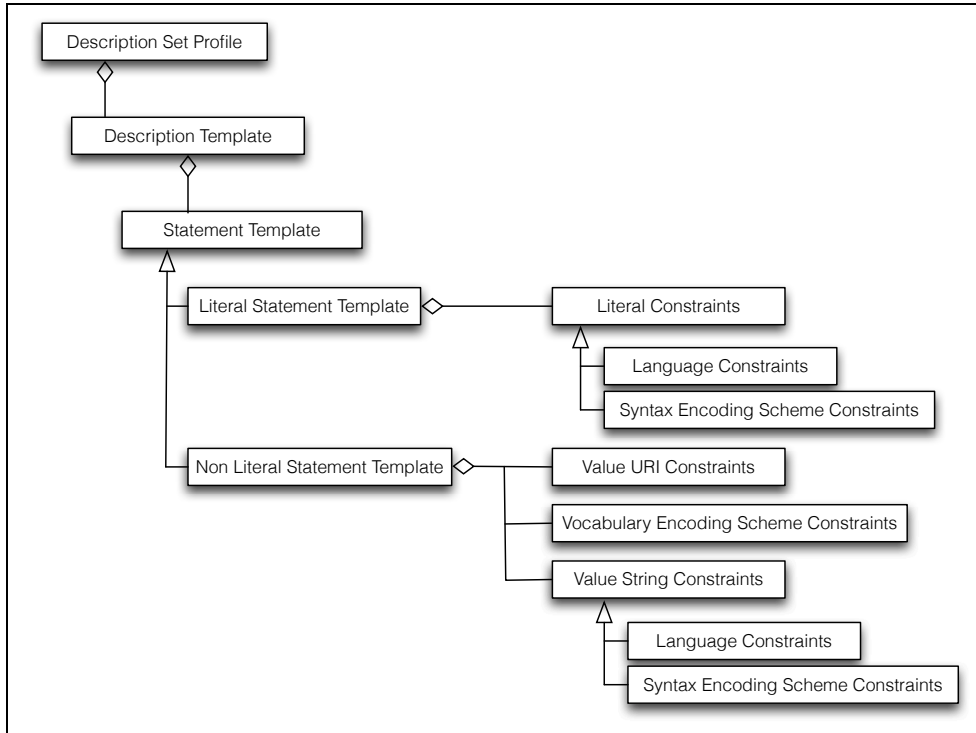 Description Set Profile
Description Template
Statement Template
Literal Statement Template
Literal Constraints
Language Constraints
Syntax Encoding Scheme Constraints
Non Literal Statement Template
Value URI Constraints
Vocabulary Encoding Scheme Constraints
Value String Constraints
Language Constraints
Syntax Encoding Scheme Constraints